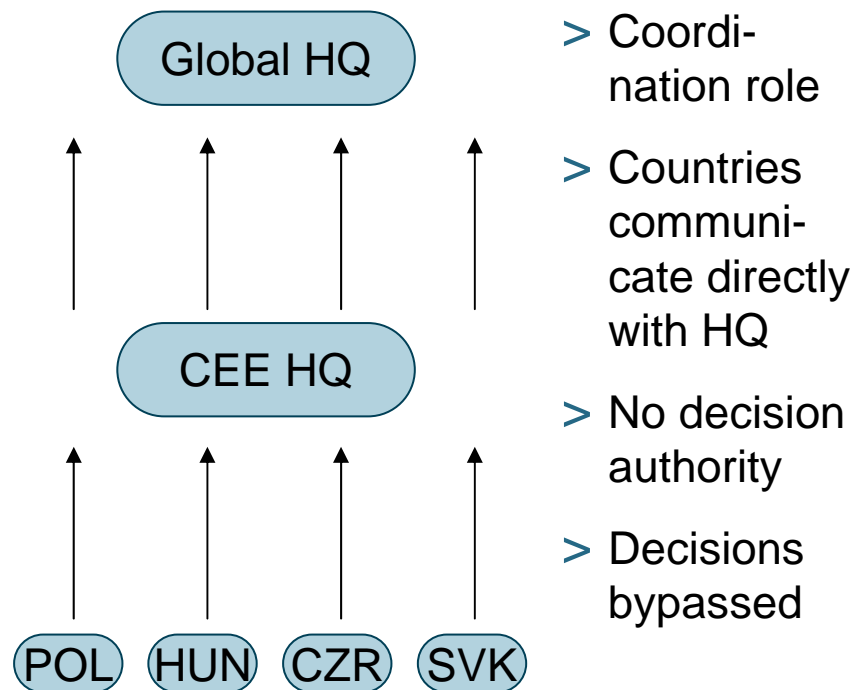 Global HQ
CEE HQ
POL HUN CZR SVK
> Coordi-
nation role
> Countries
communi-
cate directly
with HQ
> No decision
authority
> Decisions
bypassed